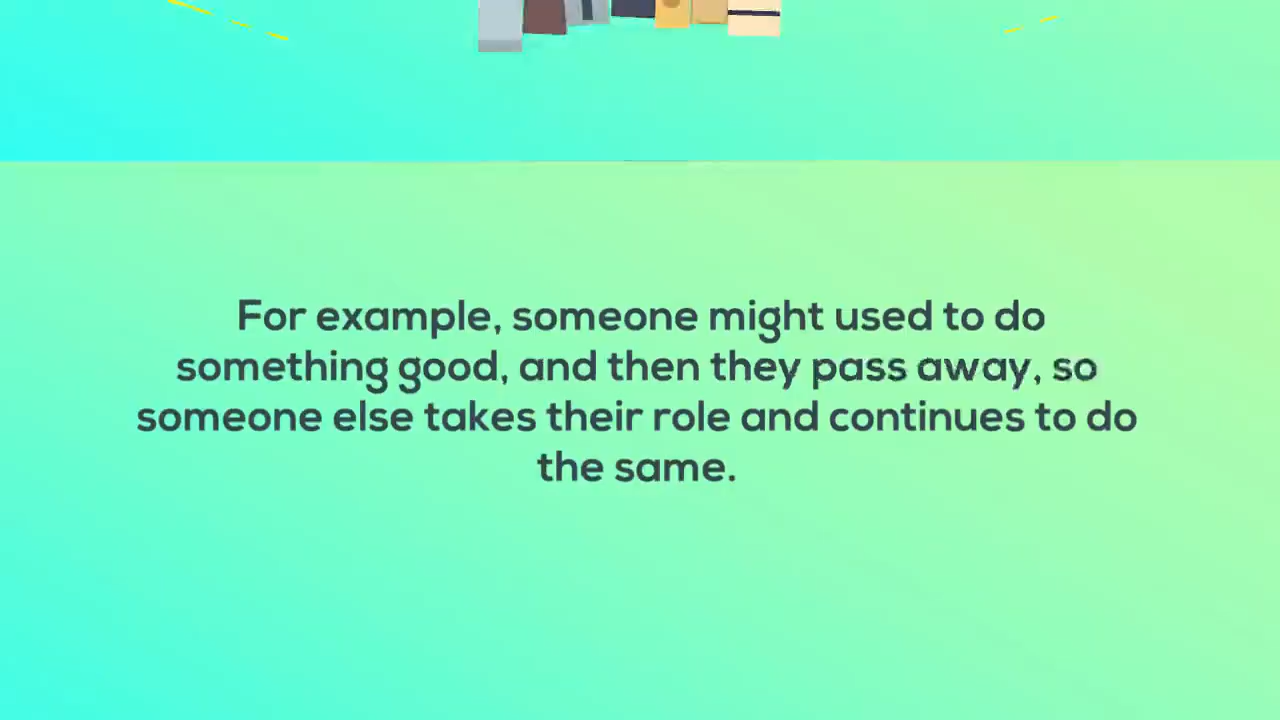 For example, someone might used to do
something good, and then they pass away, so
someone else takes their role and continues to do
the same.